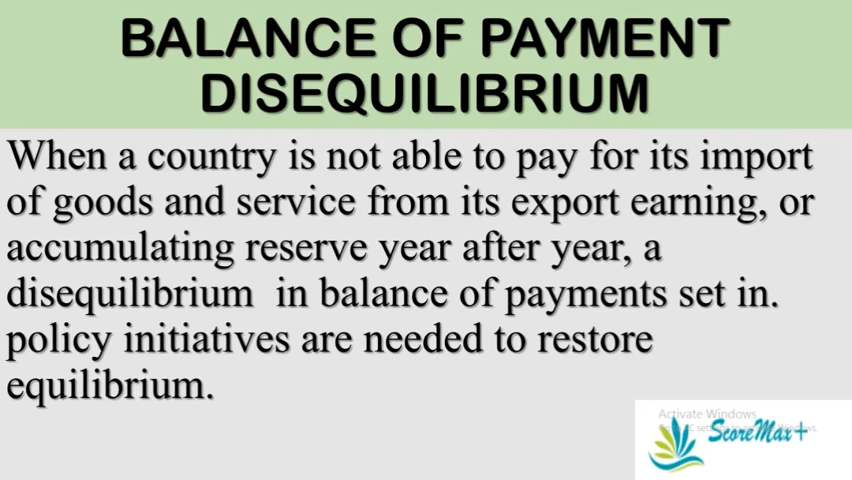 BALANCE OF PAYMENT
DISEQUILIBRIUM
When a country is not able to pay for its import
of goods and service from its export earning, or
accumulating reserve year after year, a
disequilibrium in balance of payments set in.
policy initiatives are needed to restore
equilibrium.
Activate Windows
ScoreMax+